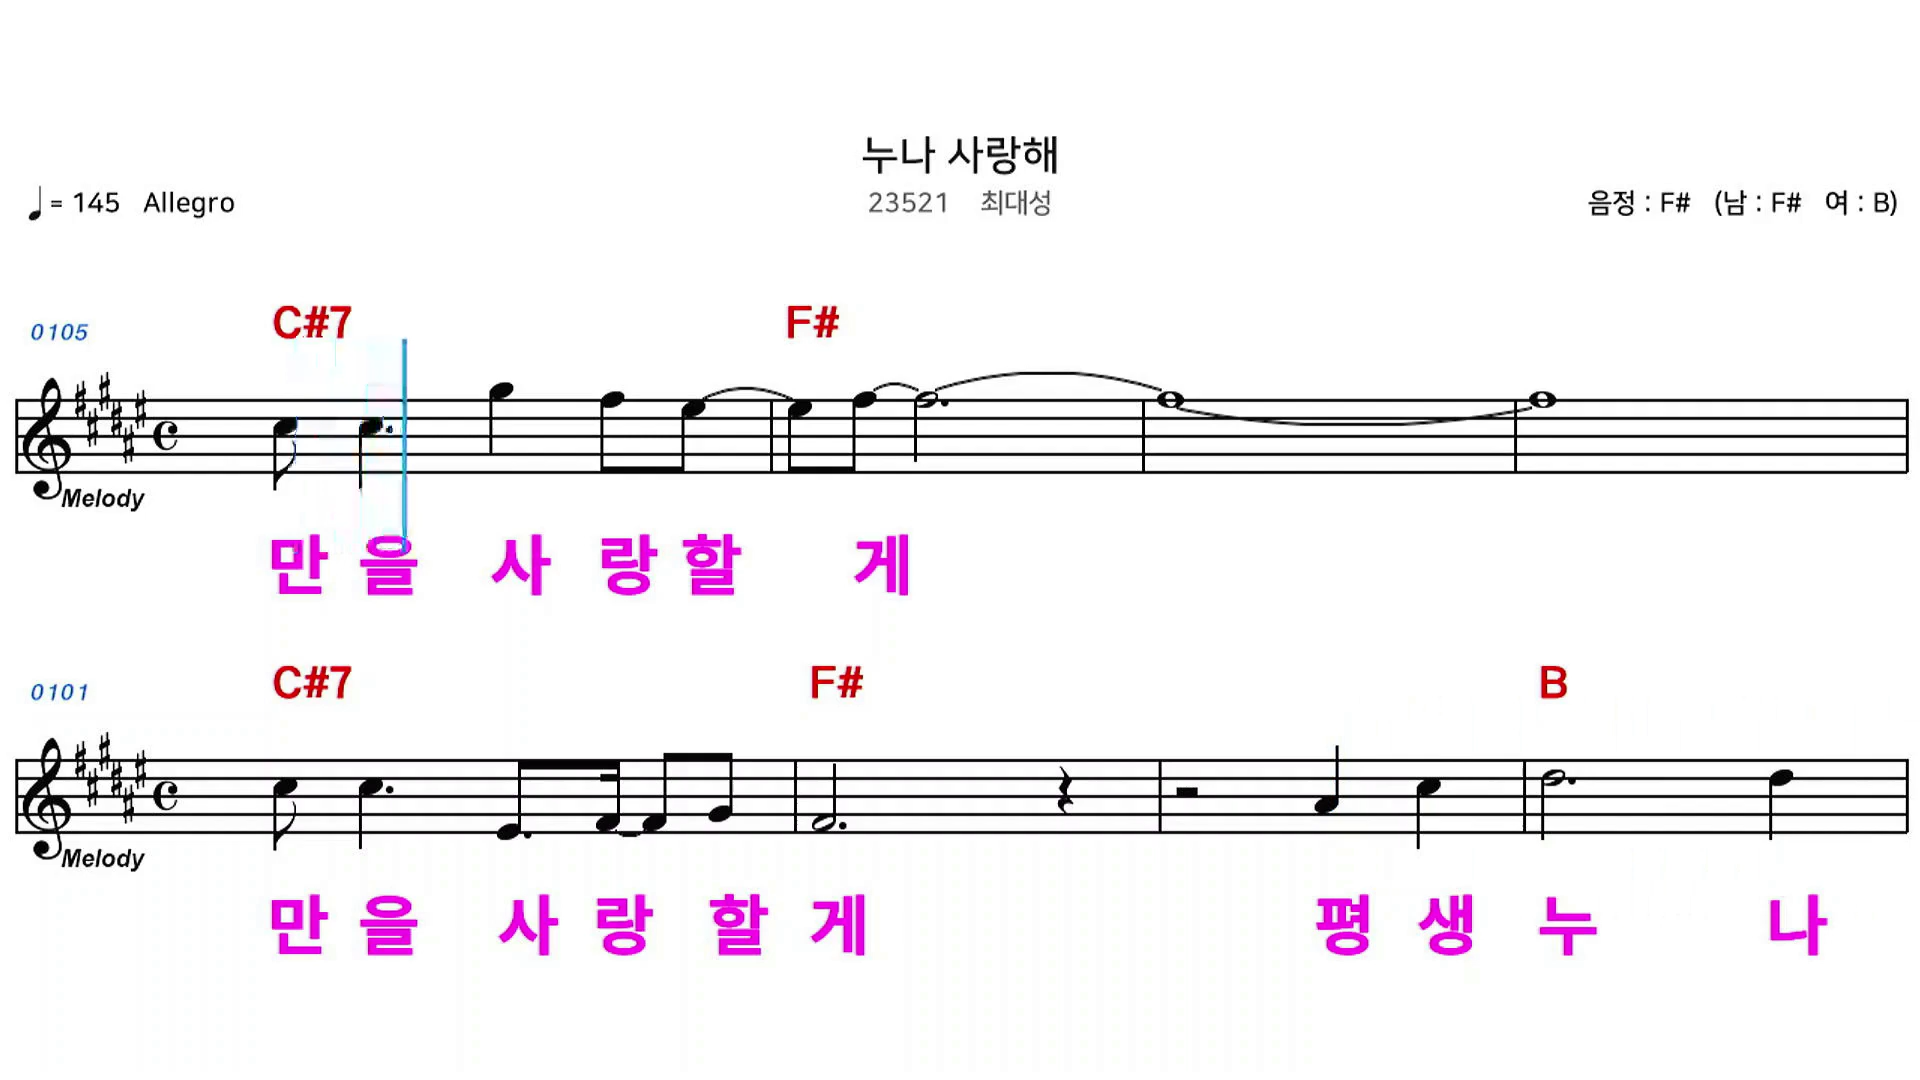 누나 사랑해
♩= 145 Allegro 23521 최대성 음정 : F# (남 : F# 여 : B)
0105 C#7 F#
Melody
만 을 사 랑 할 게
0101 C#7 F# B
Melody
만 을 사 랑 할 게 평 생 누 나